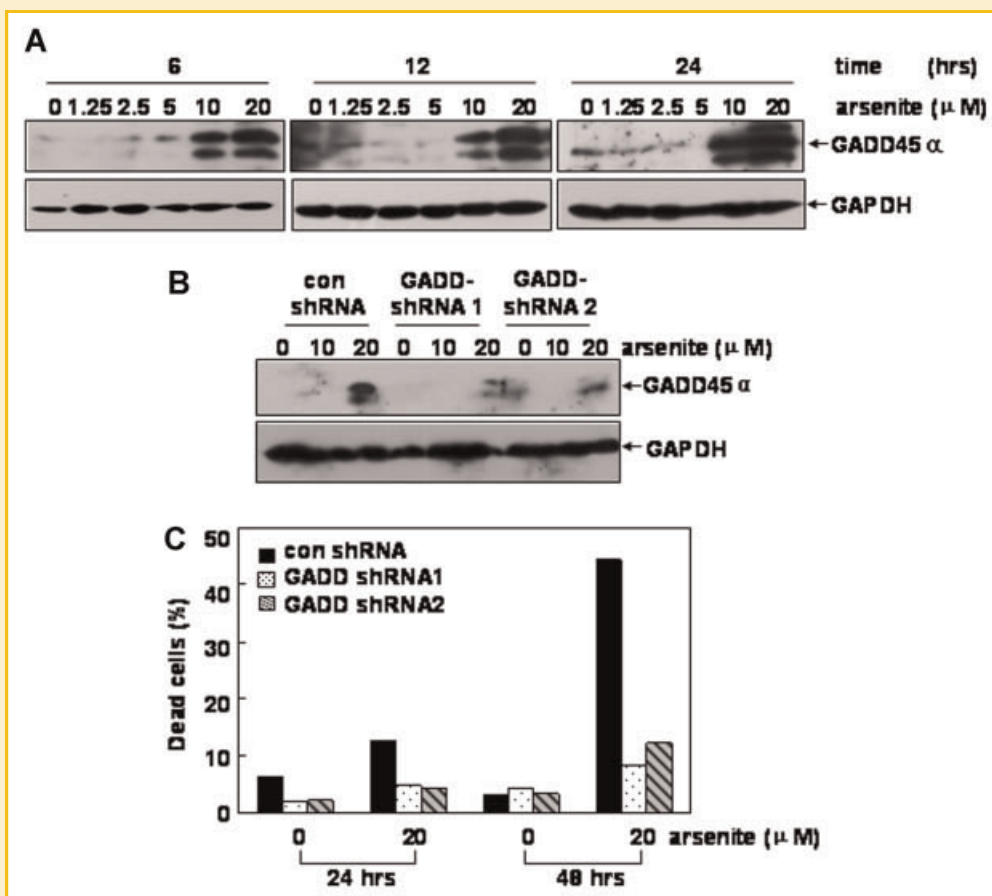 A
6 12 24 time (hrs)
0 1.25 2.5 5 10 20 0 1.25 2.5 5 10 20 0 1.25 2.5 5 10 20 arsenite (μ M)
GADD45 α
GAPDH
B
con shRNA GADD-shRNA 1 GADD-shRNA 2
0 10 20 0 10 20 0 10 20 arsenite (μ M)
GADD45 α
GAPDH
C
50
40
30
20
10
0
Dead cells (%)
con shRNA
GADD shRNA1
GADD shRNA2
0 20 0 20 arsenite (μ M)
24 hrs 48 hrs